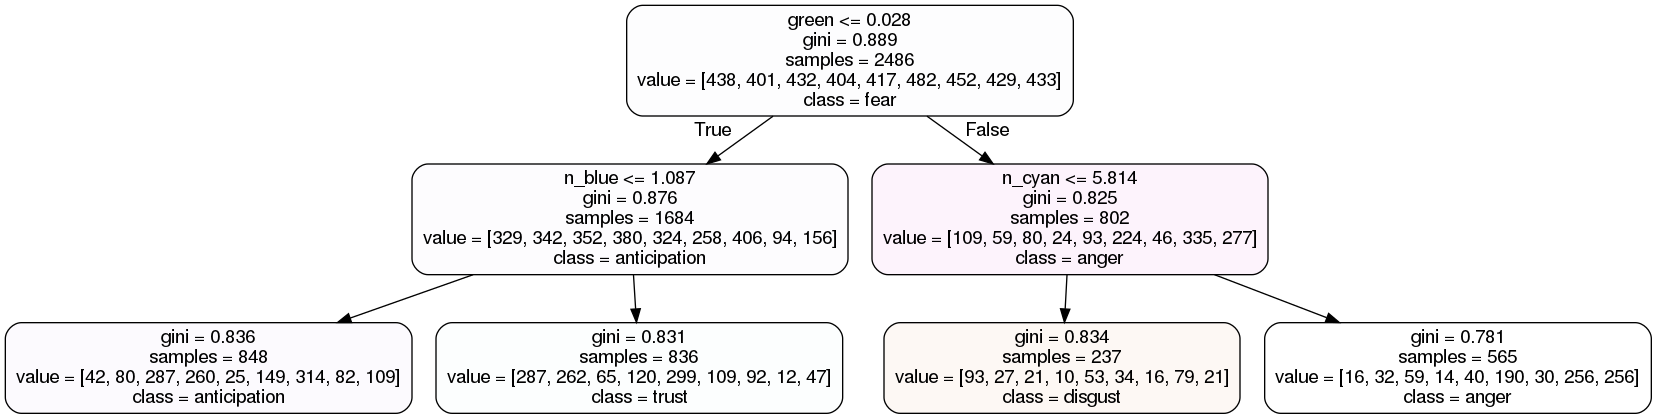 green <= 0.028
gini = 0.889
samples = 2486
value = [438, 401, 432, 404, 417, 482, 452, 429, 433]
class = fear
True
False
n_blue <= 1.087
gini = 0.876
samples = 1684
value = [329, 342, 352, 380, 324, 258, 406, 94, 156]
class = anticipation
n_cyan <= 5.814
gini = 0.825
samples = 802
value = [109, 59, 80, 24, 93, 224, 46, 335, 277]
class = anger
gini = 0.836
samples = 848
value = [42, 80, 287, 260, 25, 149, 314, 82, 109]
class = anticipation
gini = 0.831
samples = 836
value = [287, 262, 65, 120, 299, 109, 92, 12, 47]
class = trust
gini = 0.834
samples = 237
value = [93, 27, 21, 10, 53, 34, 16, 79, 21]
class = disgust
gini = 0.781
samples = 565
value = [16, 32, 59, 14, 40, 190, 30, 256, 256]
class = anger